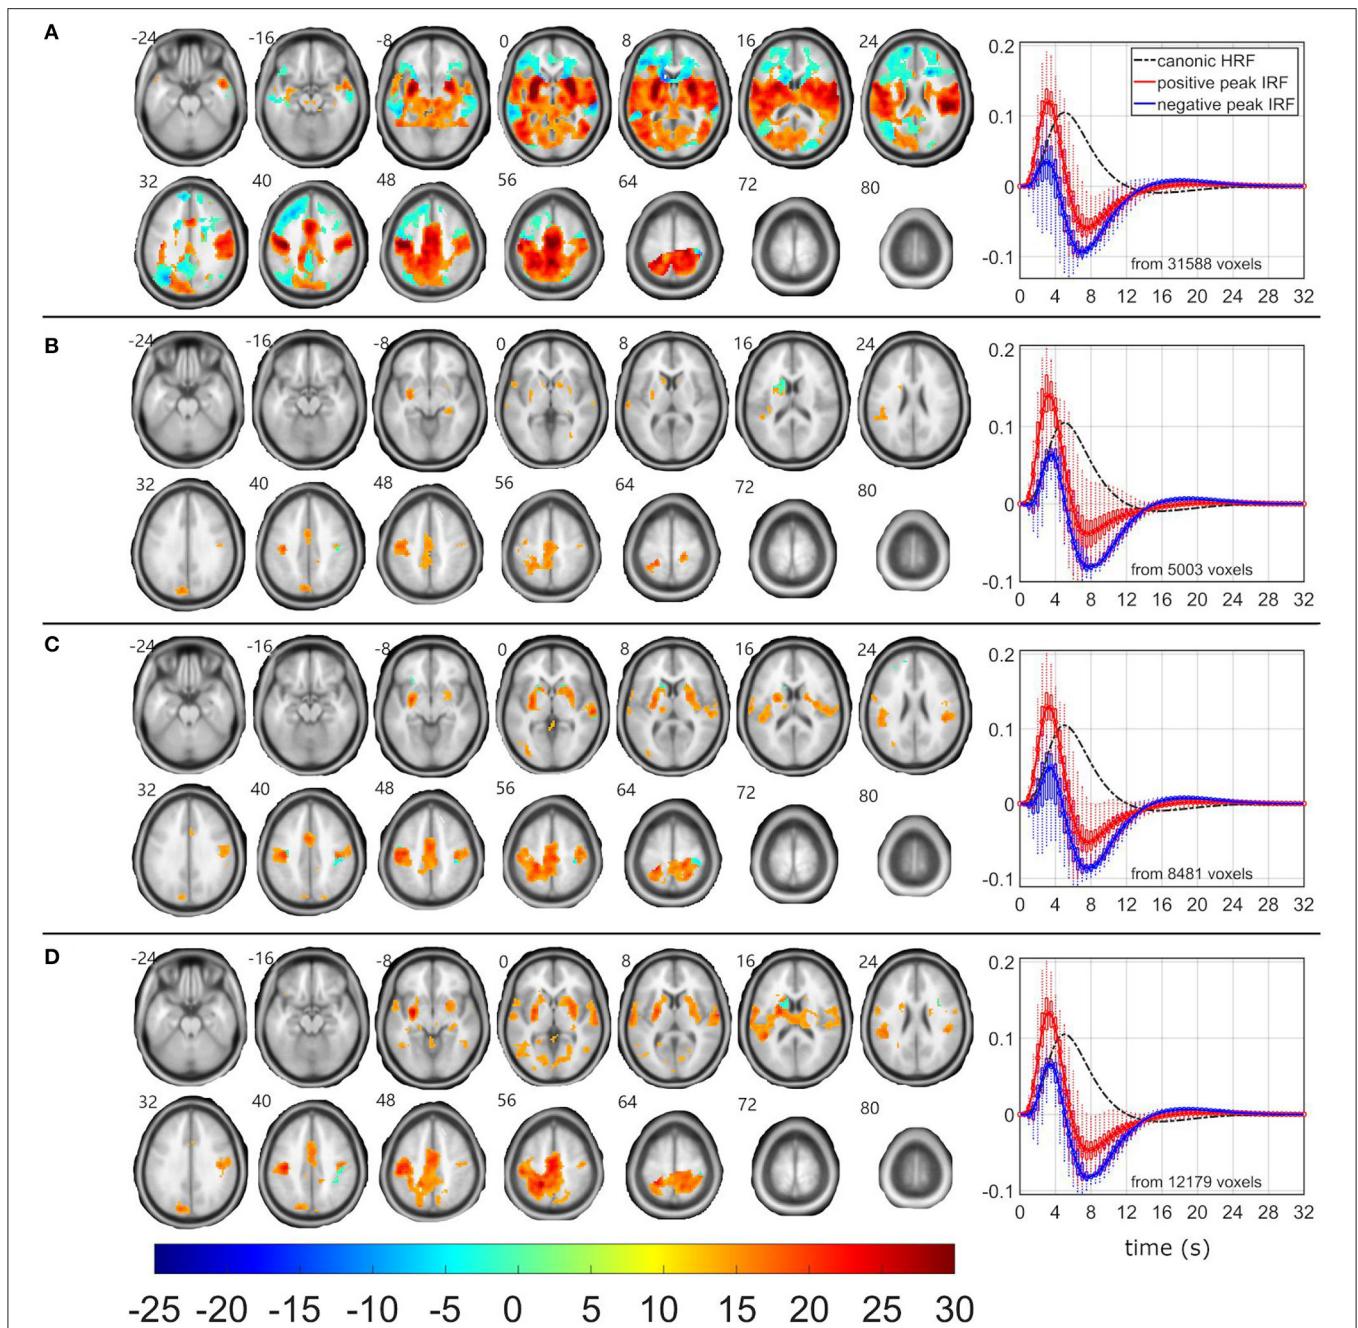 A
-24 -16 -8 0 8 16 24
32 40 48 56 64 72 80
0.2
0.1
0
-0.1
canonic HRF
positive peak IRF
negative peak IRF
from 31588 voxels
0 4 8 12 16 20 24 28 32
B
-24 -16 -8 0 8 16 24
32 40 48 56 64 72 80
0.2
0.1
0
-0.1
from 5003 voxels
0 4 8 12 16 20 24 28 32
C
-24 -16 -8 0 8 16 24
32 40 48 56 64 72 80
0.2
0.1
0
-0.1
from 8481 voxels
0 4 8 12 16 20 24 28 32
D
-24 -16 -8 0 8 16 24
32 40 48 56 64 72 80
0.2
0.1
0
-0.1
from 12179 voxels
0 4 8 12 16 20 24 28 32
time (s)
-25 -20 -15 -10 -5 0 5 10 15 20 25 30